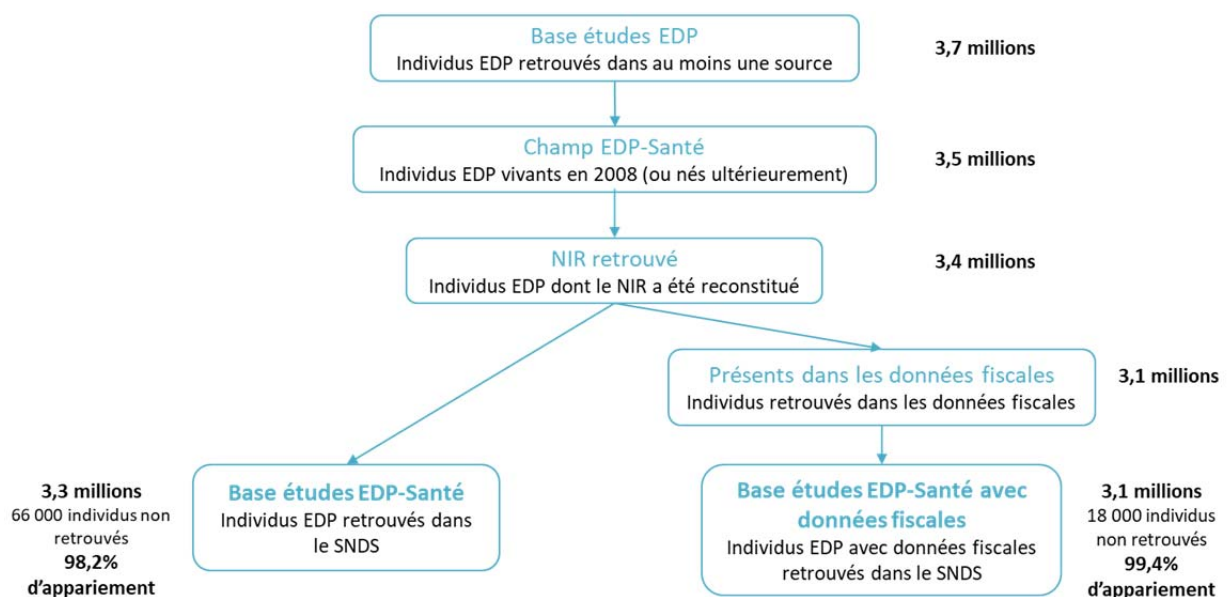 Base études EDP
Individus EDP retrouvés dans au moins une source
3,7 millions
Champ EDP-Santé
Individus EDP vivants en 2008 (ou nés ultérieurement)
3,5 millions
NIR retrouvé
Individus EDP dont le NIR a été reconstitué
3,4 millions
Présents dans les données fiscales
Individus retrouvés dans les données fiscales
3,1 millions
3,3 millions
66 000 individus non
retrouvés
98,2%
d’appariement
Base études EDP-Santé
Individus EDP retrouvés dans
le SNDS
Base études EDP-Santé avec
données fiscales
Individus EDP avec données fiscales
retrouvés dans le SNDS
3,1 millions
18 000 individus
non retrouvés
99,4%
d’appariement